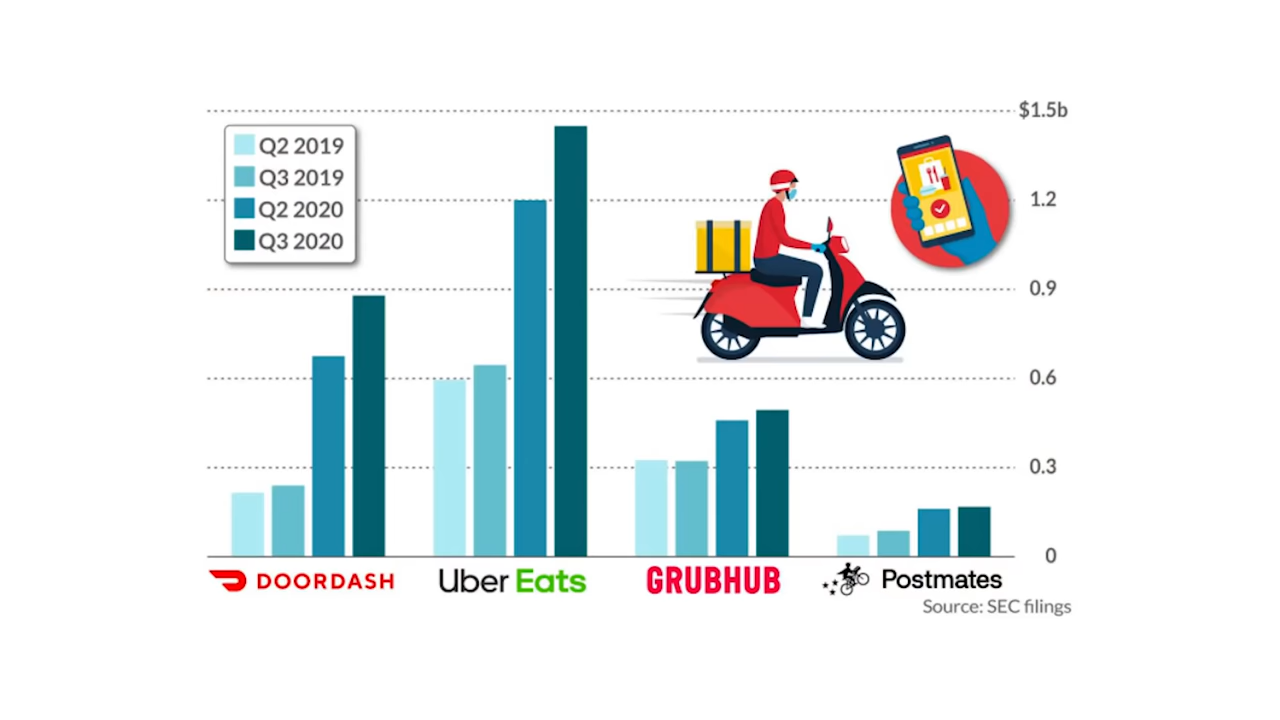 $1.5b
Q2 2019
Q3 2019
Q2 2020
Q3 2020
1.2
0.9
0.6
0.3
0
DOORDASH
Uber Eats
GRUBHUB
Postmates
Source: SEC filings